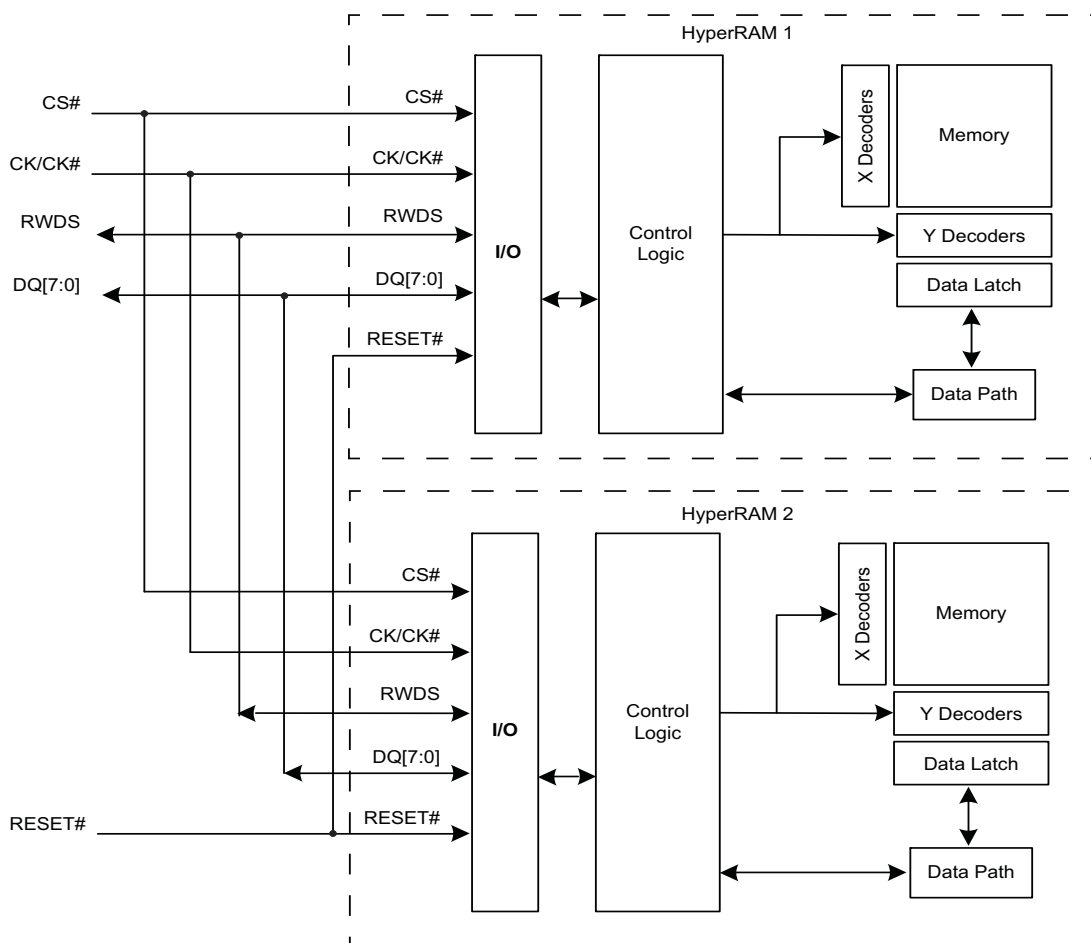 HyperRAM 1
CS#
CS#
X Decoders
Memory
CK/CK#
CK/CK#
RWDS
RWDS
I/O
Control
Logic
Y Decoders
DQ[7:0]
DQ[7:0]
Data Latch
RESET#
Data Path
HyperRAM 2
CS#
X Decoders
Memory
CK/CK#
RWDS
I/O
Control
Logic
Y Decoders
DQ[7:0]
Data Latch
RESET#
RESET#
Data Path